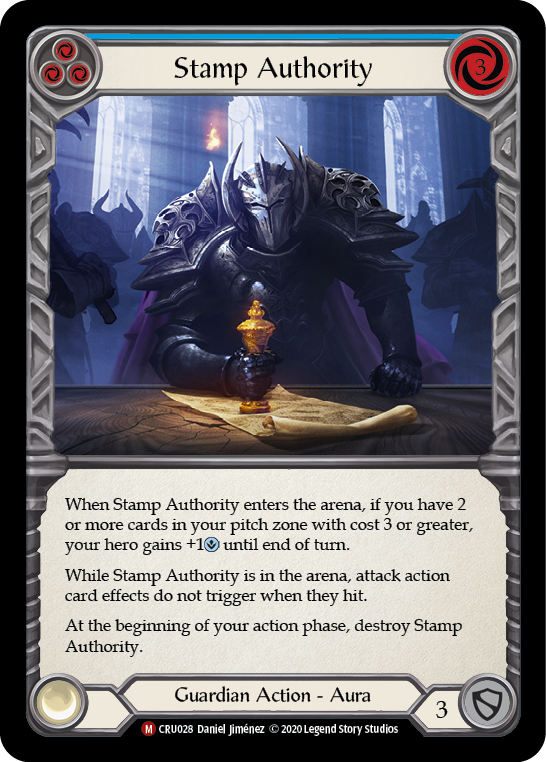 3
Stamp Authority
When Stamp Authority enters the arena, if you have 2
or more cards in your pitch zone with cost 3 or greater,
your hero gains +1 until end of turn.
While Stamp Authority is in the arena, attack action
card effects do not trigger when they hit.
At the beginning of your action phase, destroy Stamp
Authority.
Guardian Action - Aura
3
M CRU028 Daniel Jiménez © 2020 Legend Story Studios